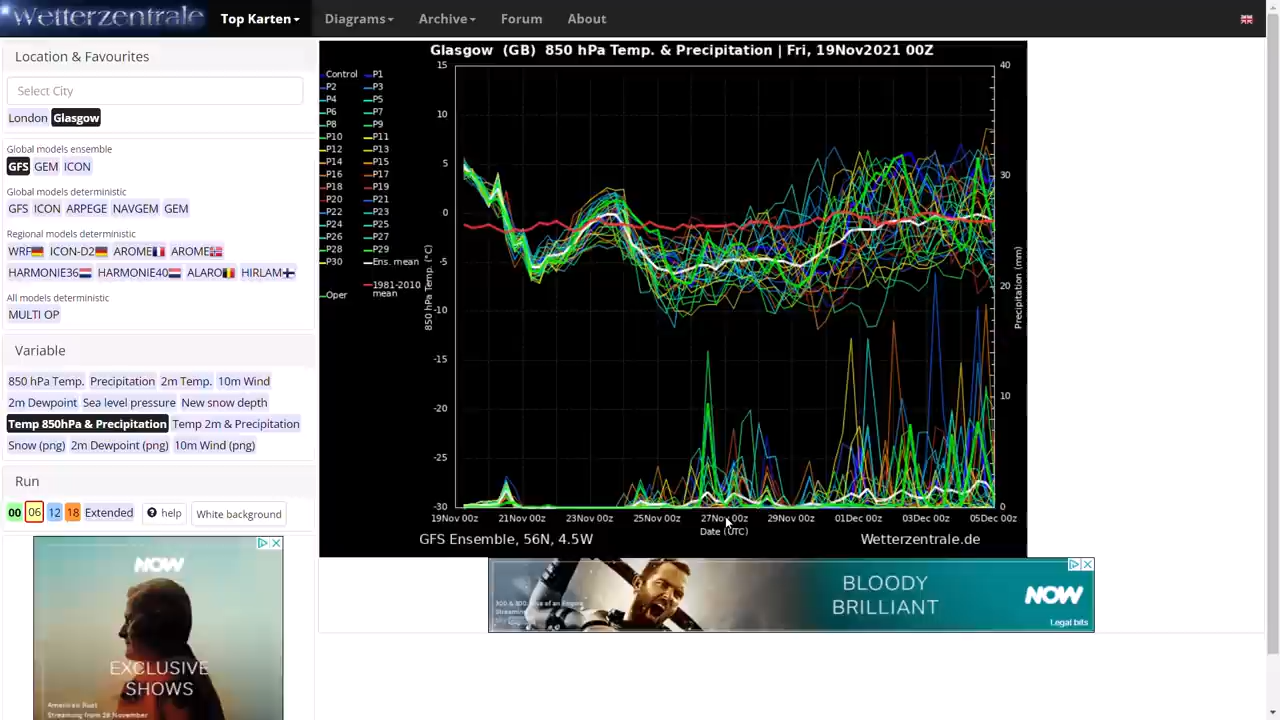 Wetterzentrale
Top Karten
Diagrams
Archive
Forum
About
Location & Favourites
Select City
London Glasgow
Global models ensemble
GFS GEM ICON
Global models deterministic
GFS ICON ARPEGE NAVGEM GEM
Regional models deterministic
WRF ICON-D2 AROME AROME
HARMONIE36 HARMONIE40 ALARO HIRLAM
All models deterministic
MULTI OP
Variable
850 hPa Temp. Precipitation 2m Temp. 10m Wind
2m Dewpoint Sea level pressure New snow depth
Temp 850hPa & Precipitation Temp 2m & Precipitation
Snow (png) 2m Dewpoint (png) 10m Wind (png)
Run
00 06 12 18 Extended help White background
NOW
EXCLUSIVE
SHOWS
American Rust
Streaming from 28 November
Glasgow (GB) 850 hPa Temp. & Precipitation | Fri, 19Nov2021 00Z
Control P1
P2 P3
P4 P5
P6 P7
P8 P9
P10 P11
P12 P13
P14 P15
P16 P17
P18 P19
P20 P21
P22 P23
P24 P25
P26 P27
P28 P29
P30 Ens. mean
1981-2010
mean
Oper
15
10
5
0
-5
-10
-15
-20
-25
-30
850 hPa Temp. (°C)
40
30
20
10
0
Precipitation (mm)
19Nov 00z 21Nov 00z 23Nov 00z 25Nov 00z 27Nov 00z 29Nov 00z 01Dec 00z 03Dec 00z 05Dec 00z
Date (UTC)
GFS Ensemble, 56N, 4.5W
Wetterzentrale.de
BLOODY
BRILLIANT
NOW
Legal bits